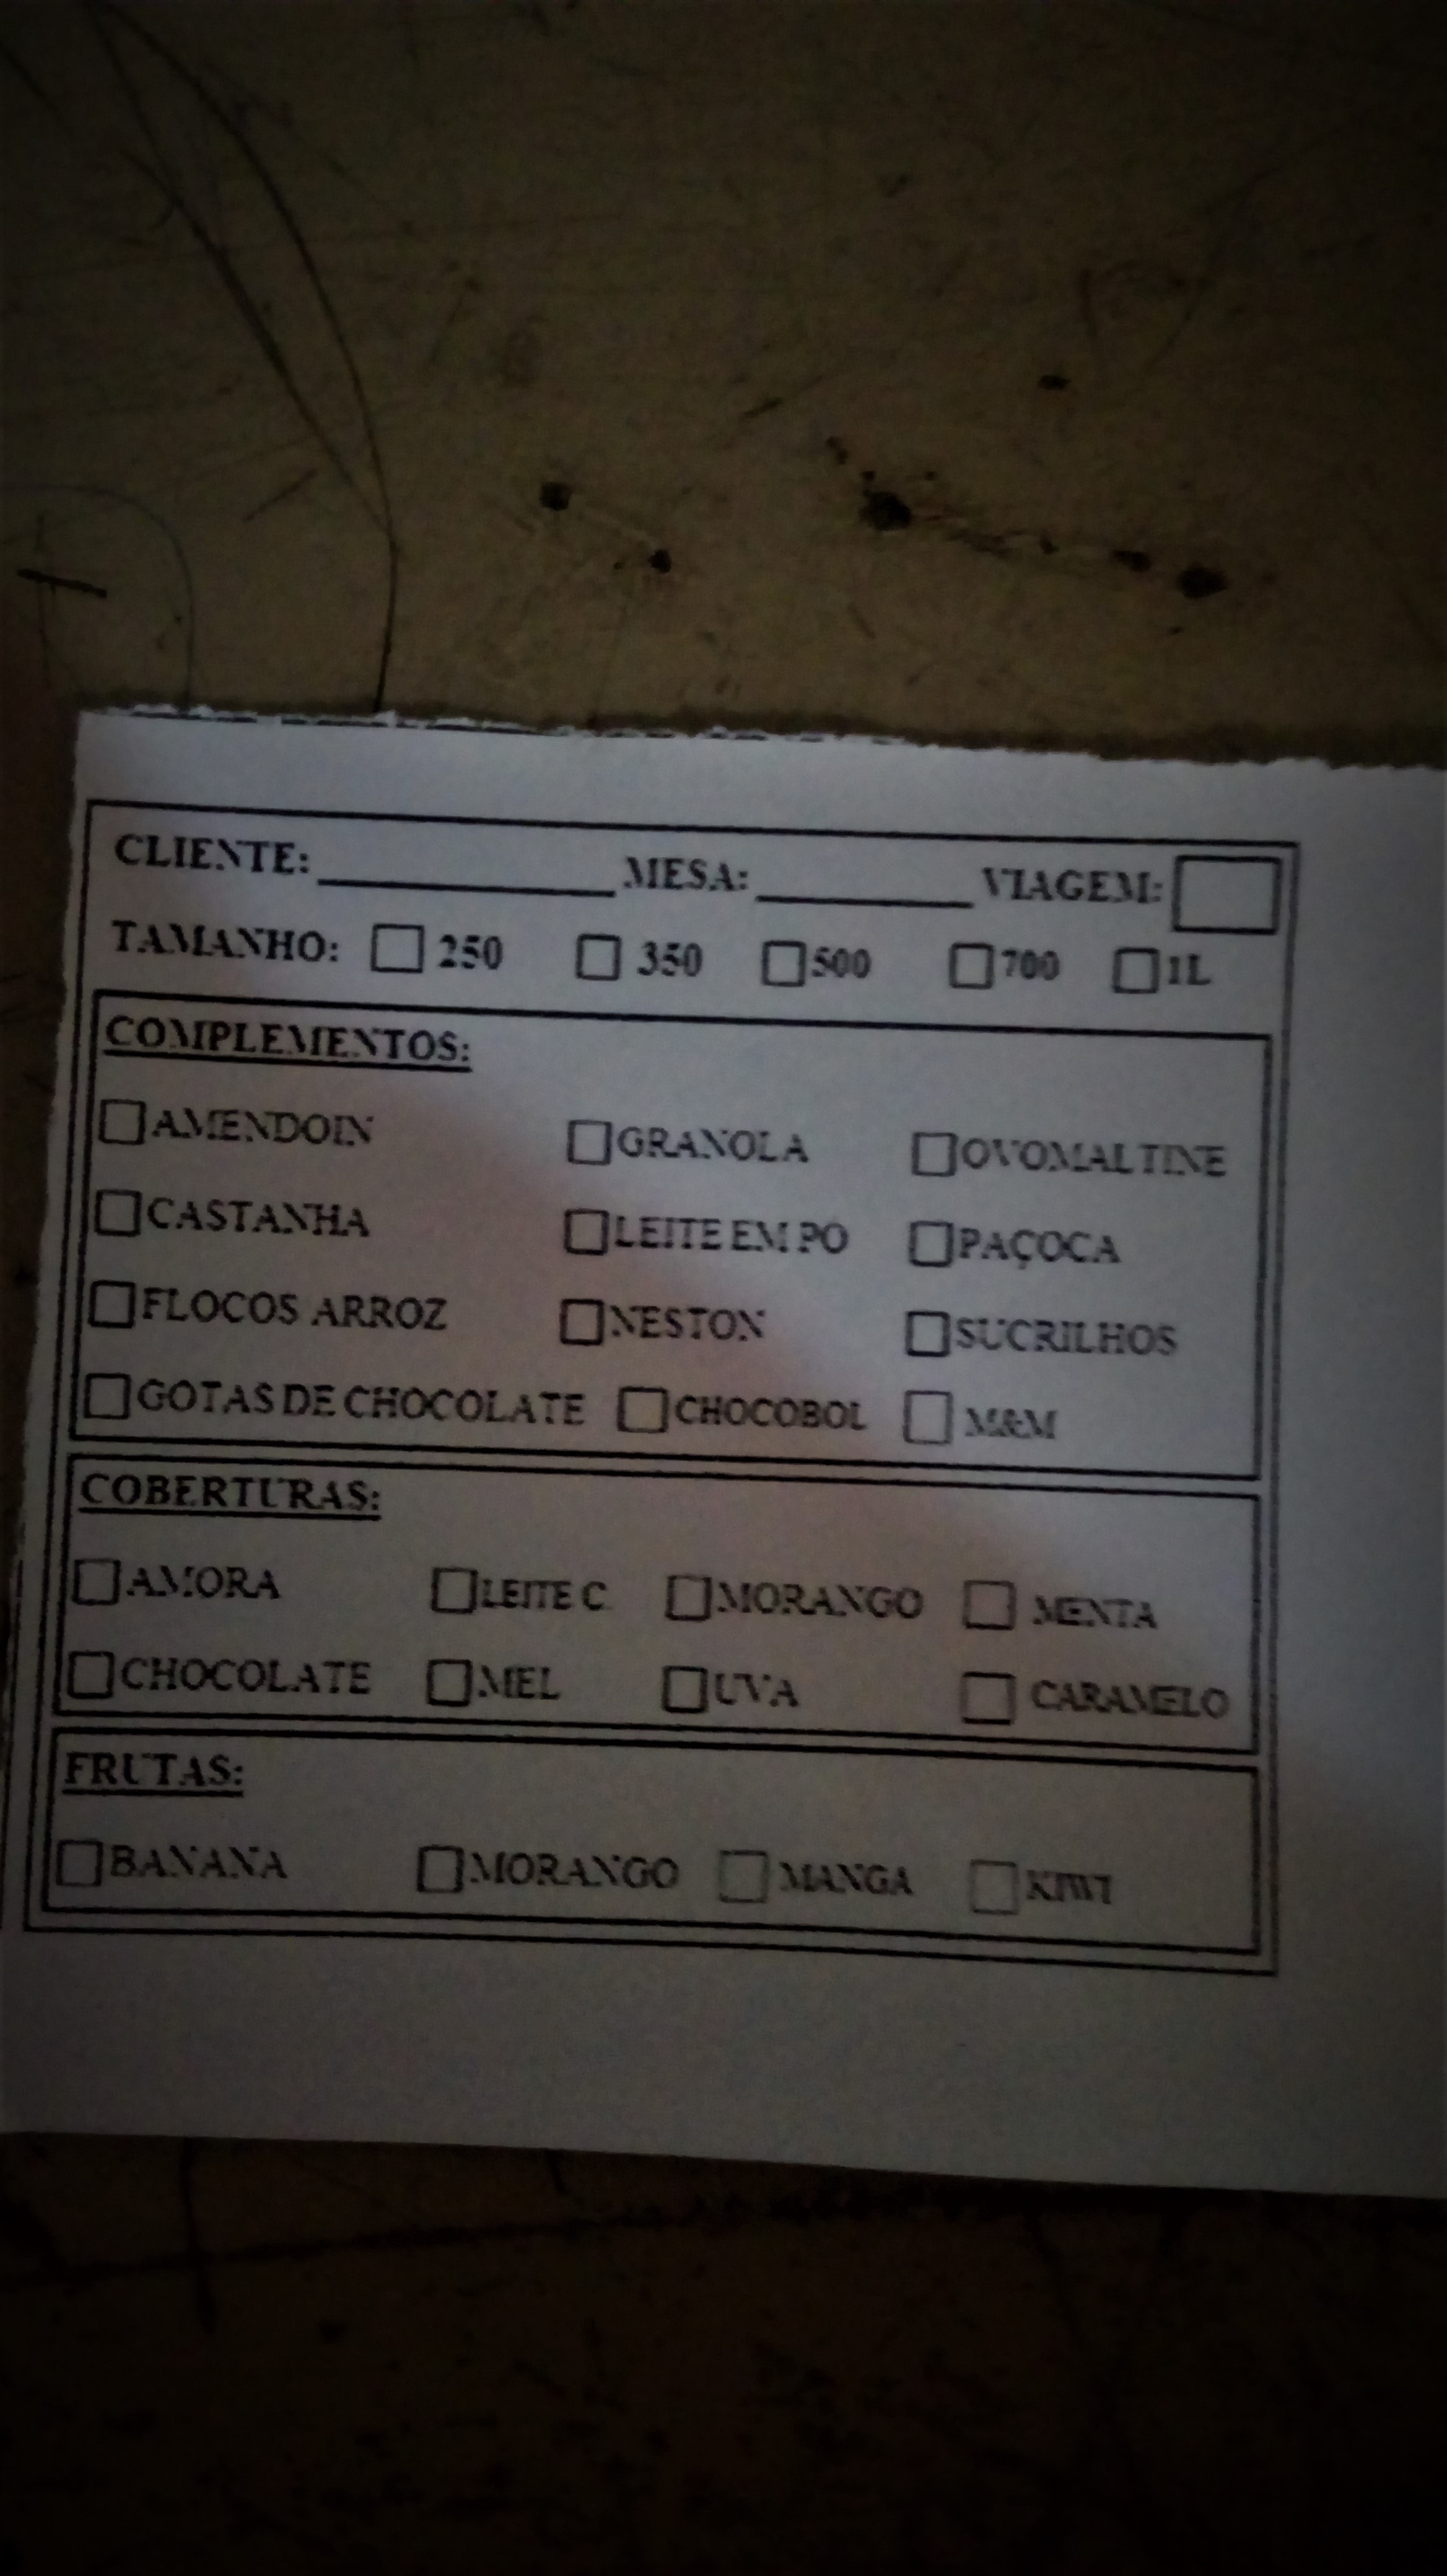 CLIENTE: ____________ MESA: ________ VIAGEM:
TAMANHO: 250 350 500 700 1L
COMPLEMENTOS:
AMENDOIN GRANOLA OVOMALTINE
CASTANHA LEITE EM PO PAÇOCA
FLOCOS ARROZ NESTON SUCRILHOS
GOTAS DE CHOCOLATE CHOCOBOL M&M
COBERTURAS:
AMORA LEITE C MORANGO MENTA
CHOCOLATE MEL UVA CARAMELO
FRUTAS:
BANANA MORANGO MANGA KIWI